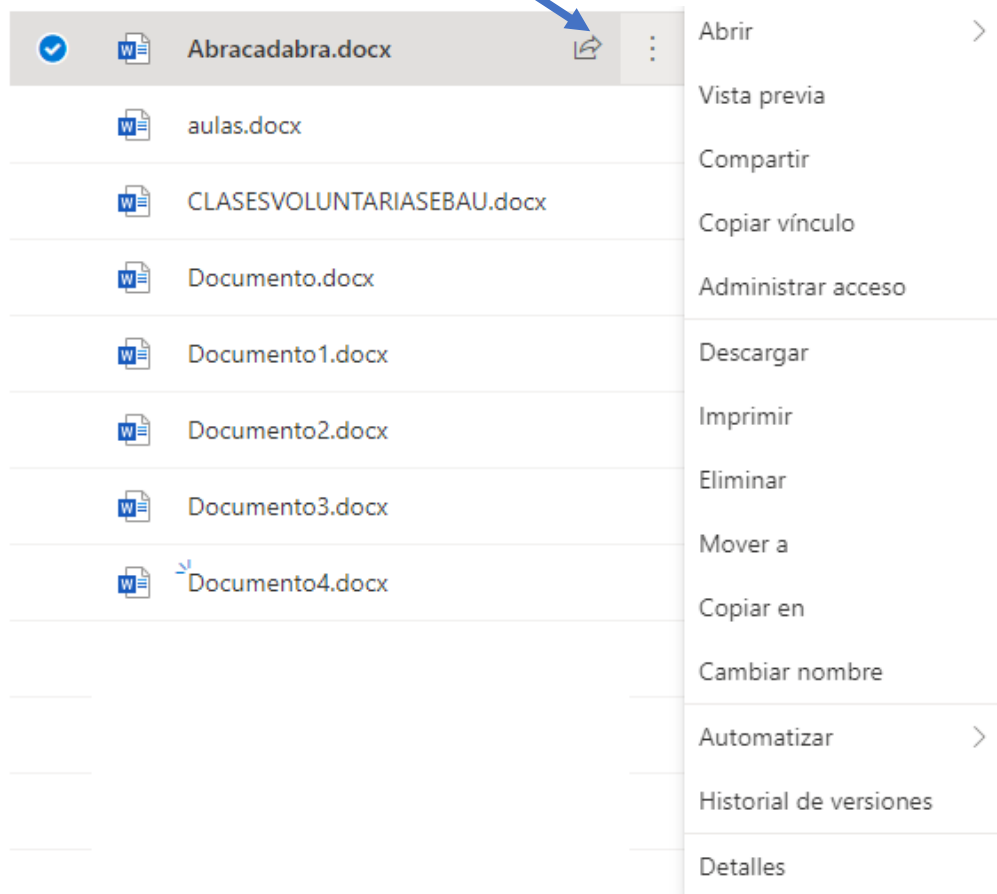 Abracadabra.docx
aulas.docx
CLASESVOLUNTARIASEBAU.docx
Documento.docx
Documento1.docx
Documento2.docx
Documento3.docx
Documento4.docx
Abrir
Vista previa
Compartir
Copiar vínculo
Administrar acceso
Descargar
Imprimir
Eliminar
Mover a
Copiar en
Cambiar nombre
Automatizar
Historial de versiones
Detalles